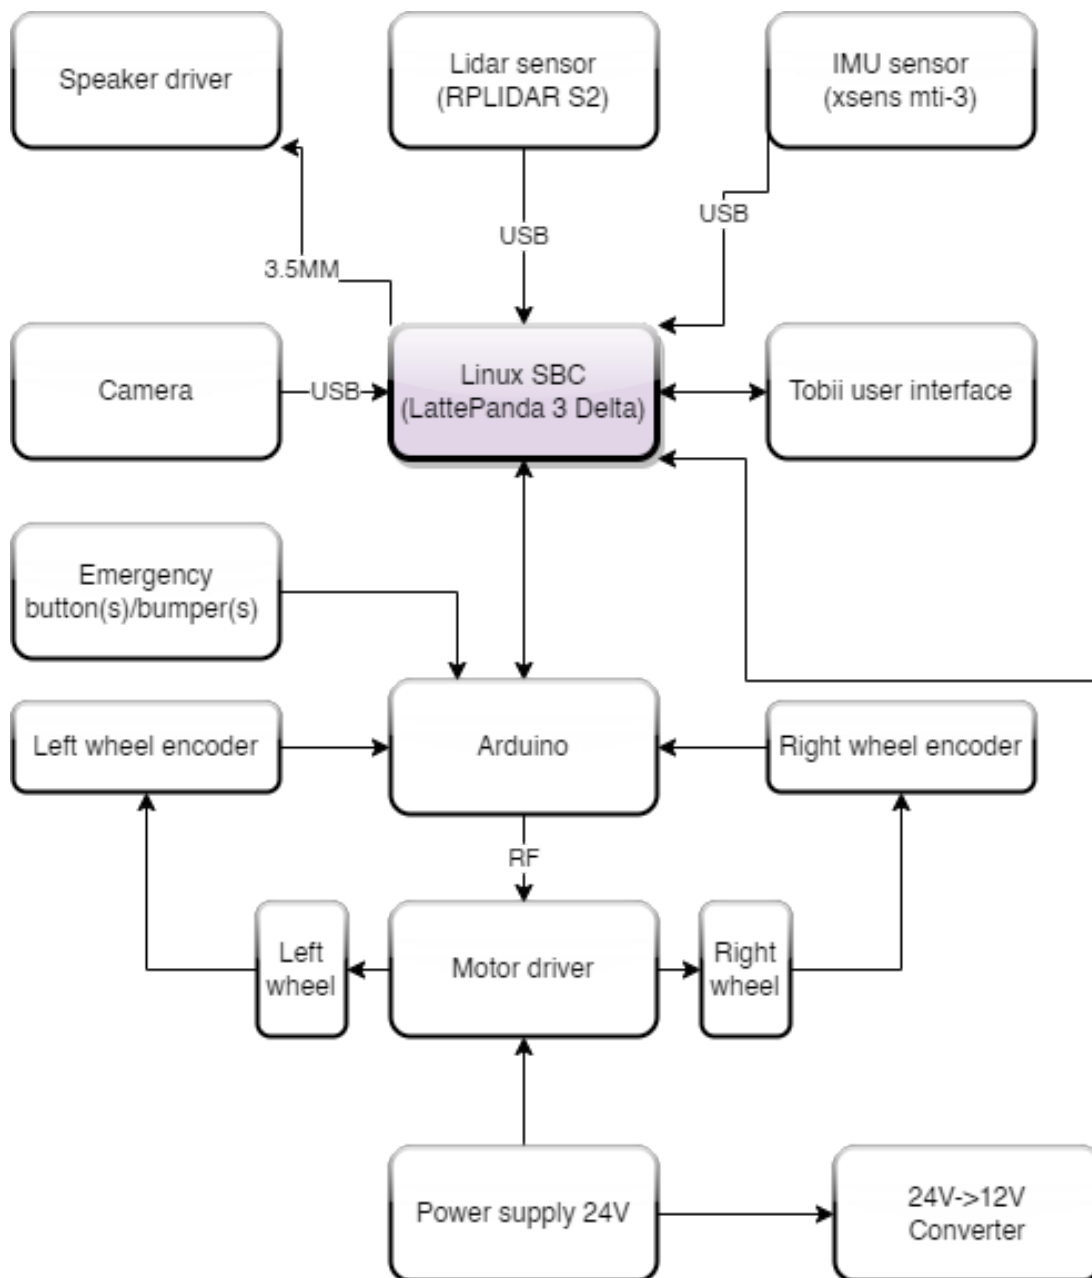 Speaker driver
Lidar sensor
(RPLIDAR S2)
IMU sensor
(xsens mti-3)
USB
USB
3.5MM
Camera
USB
Linux SBC
(LattePanda 3 Delta)
Tobii user interface
Emergency
button(s)/bumper(s)
Left wheel encoder
Arduino
Right wheel encoder
RF
Left
wheel
Motor driver
Right
wheel
Power supply 24V
24V->12V
Converter